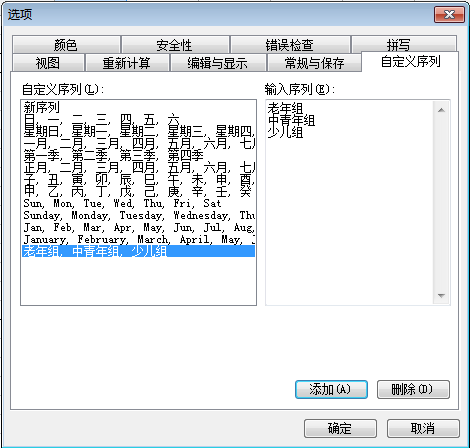 选项
颜色 安全性 错误检查 拼写
视图 重新计算 编辑与显示 常规与保存 自定义序列
自定义序列(L):
新序列
日, 一, 二, 三, 四, 五, 六
星期日, 星期一, 星期二, 星期三, 星期四,
一月, 二月, 三月, 四月, 五月, 六月, 七月
第一季, 第二季, 第三季, 第四季
正月, 二月, 三月, 四月, 五月, 六月, 七月
子, 丑, 寅, 卯, 辰, 巳, 午, 未, 申, 酉,
甲, 乙, 丙, 丁, 戊, 己, 庚, 辛, 壬, 癸
Sun, Mon, Tue, Wed, Thu, Fri, Sat
Sunday, Monday, Tuesday, Wednesday, Thu
Jan, Feb, Mar, Apr, May, Jun, Jul, Aug,
January, February, March, April, May, J
老年组, 中青年组, 少儿组
输入序列(E):
老年组
中青年组
少儿组
添加(A) 删除(D)
确定 取消